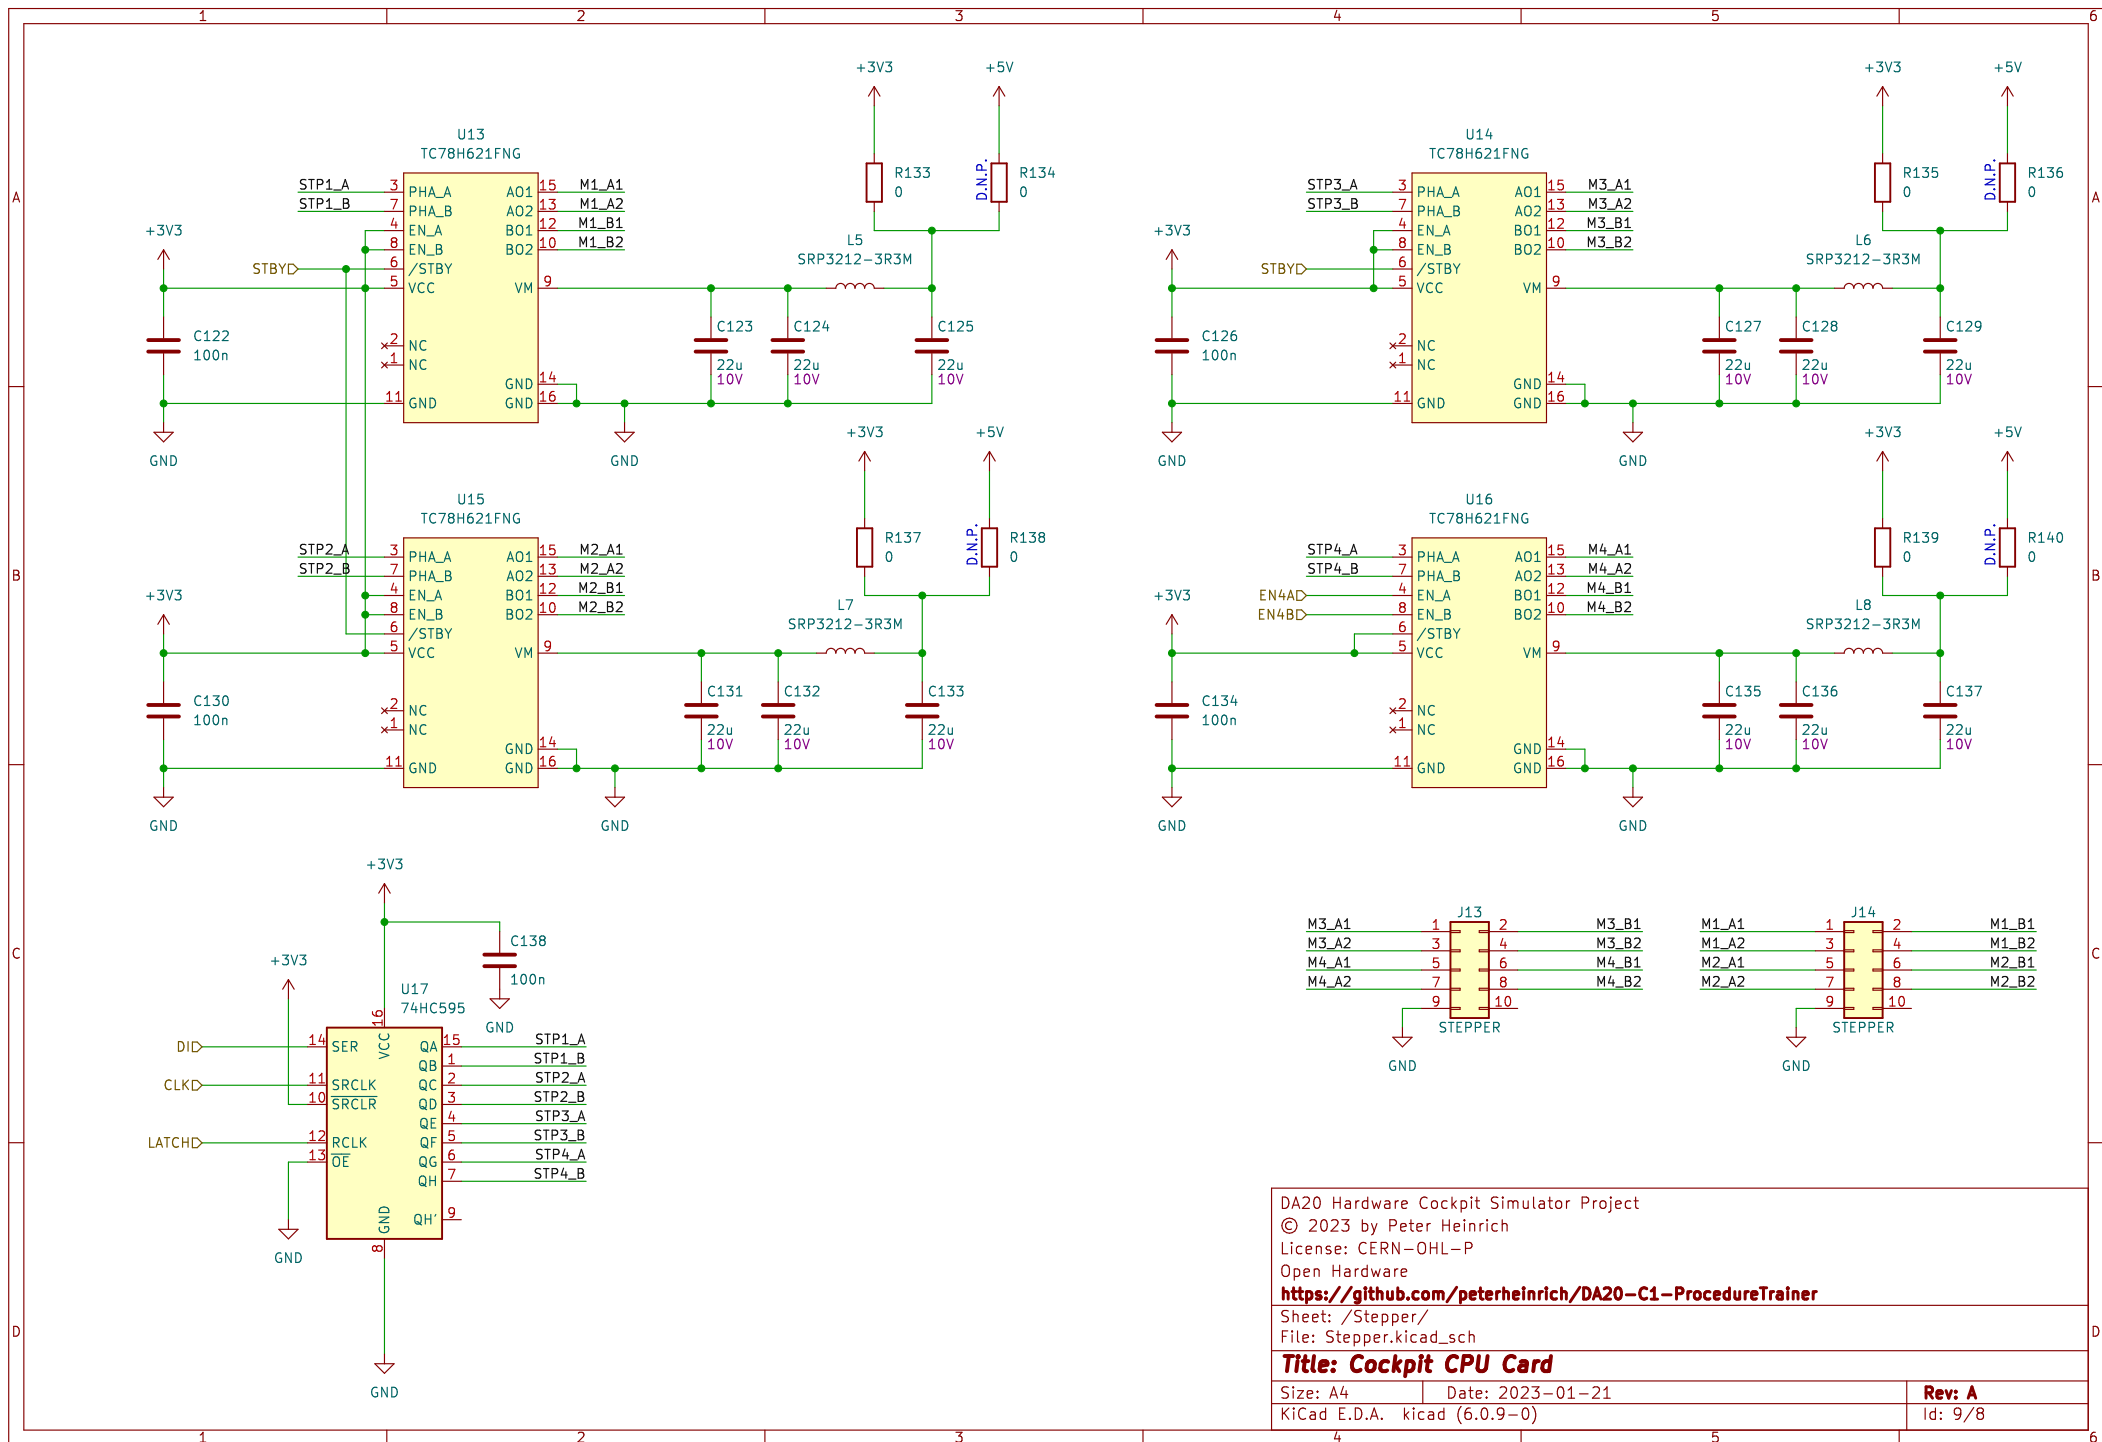 1 2 3 4 5 6
A A
B B
C C
D D
1 2 3 4 5 6
+3V3 +5V
U13
TC78H621FNG
STP1_A 3 PHA_A AO1 15 M1_A1
STP1_B 7 PHA_B AO2 13 M1_A2
4 EN_A BO1 12 M1_B1
8 EN_B BO2 10 M1_B2
STBY 6 /STBY
5 VCC VM 9
2 NC
1 NC
GND 14
11 GND GND 16
+3V3
C122
100n
GND
GND
R133
0
D.N.P.
R134
0
L5
SRP3212-3R3M
C123
22u
10V
C124
22u
10V
C125
22u
10V
+3V3 +5V
U14
TC78H621FNG
STP3_A 3 PHA_A AO1 15 M3_A1
STP3_B 7 PHA_B AO2 13 M3_A2
4 EN_A BO1 12 M3_B1
8 EN_B BO2 10 M3_B2
STBY 6 /STBY
5 VCC VM 9
2 NC
1 NC
GND 14
11 GND GND 16
+3V3
C126
100n
GND
GND
R135
0
D.N.P.
R136
0
L6
SRP3212-3R3M
C127
22u
10V
C128
22u
10V
C129
22u
10V
+3V3 +5V
U15
TC78H621FNG
STP2_A 3 PHA_A AO1 15 M2_A1
STP2_B 7 PHA_B AO2 13 M2_A2
4 EN_A BO1 12 M2_B1
8 EN_B BO2 10 M2_B2
6 /STBY
5 VCC VM 9
2 NC
1 NC
GND 14
11 GND GND 16
+3V3
C130
100n
GND
GND
R137
0
D.N.P.
R138
0
L7
SRP3212-3R3M
C131
22u
10V
C132
22u
10V
C133
22u
10V
+3V3 +5V
U16
TC78H621FNG
STP4_A 3 PHA_A AO1 15 M4_A1
STP4_B 7 PHA_B AO2 13 M4_A2
EN4A 4 EN_A BO1 12 M4_B1
EN4B 8 EN_B BO2 10 M4_B2
6 /STBY
5 VCC VM 9
2 NC
1 NC
GND 14
11 GND GND 16
+3V3
C134
100n
GND
GND
R139
0
D.N.P.
R140
0
L8
SRP3212-3R3M
C135
22u
10V
C136
22u
10V
C137
22u
10V
+3V3
C138
100n
GND
+3V3
U17
74HC595
16 VCC
DI 14 SER QA 15 STP1_A
QB 1 STP1_B
CLK 11 SRCLK QC 2 STP2_A
10 SRCLR QD 3 STP2_B
QE 4 STP3_A
LATCH 12 RCLK QF 5 STP3_B
13 OE QG 6 STP4_A
QH 7 STP4_B
QH' 9
GND 8
GND
GND
J13
M3_A1 1 2 M3_B1
M3_A2 3 4 M3_B2
M4_A1 5 6 M4_B1
M4_A2 7 8 M4_B2
9 10
STEPPER
GND
J14
M1_A1 1 2 M1_B1
M1_A2 3 4 M1_B2
M2_A1 5 6 M2_B1
M2_A2 7 8 M2_B2
9 10
STEPPER
GND
DA20 Hardware Cockpit Simulator Project
© 2023 by Peter Heinrich
License: CERN-OHL-P
Open Hardware
https://github.com/peterheinrich/DA20-C1-ProcedureTrainer
Sheet: /Stepper/
File: Stepper.kicad_sch
Title: Cockpit CPU Card
Size: A4 Date: 2023-01-21 Rev: A
KiCad E.D.A. kicad (6.0.9-0) Id: 9/8